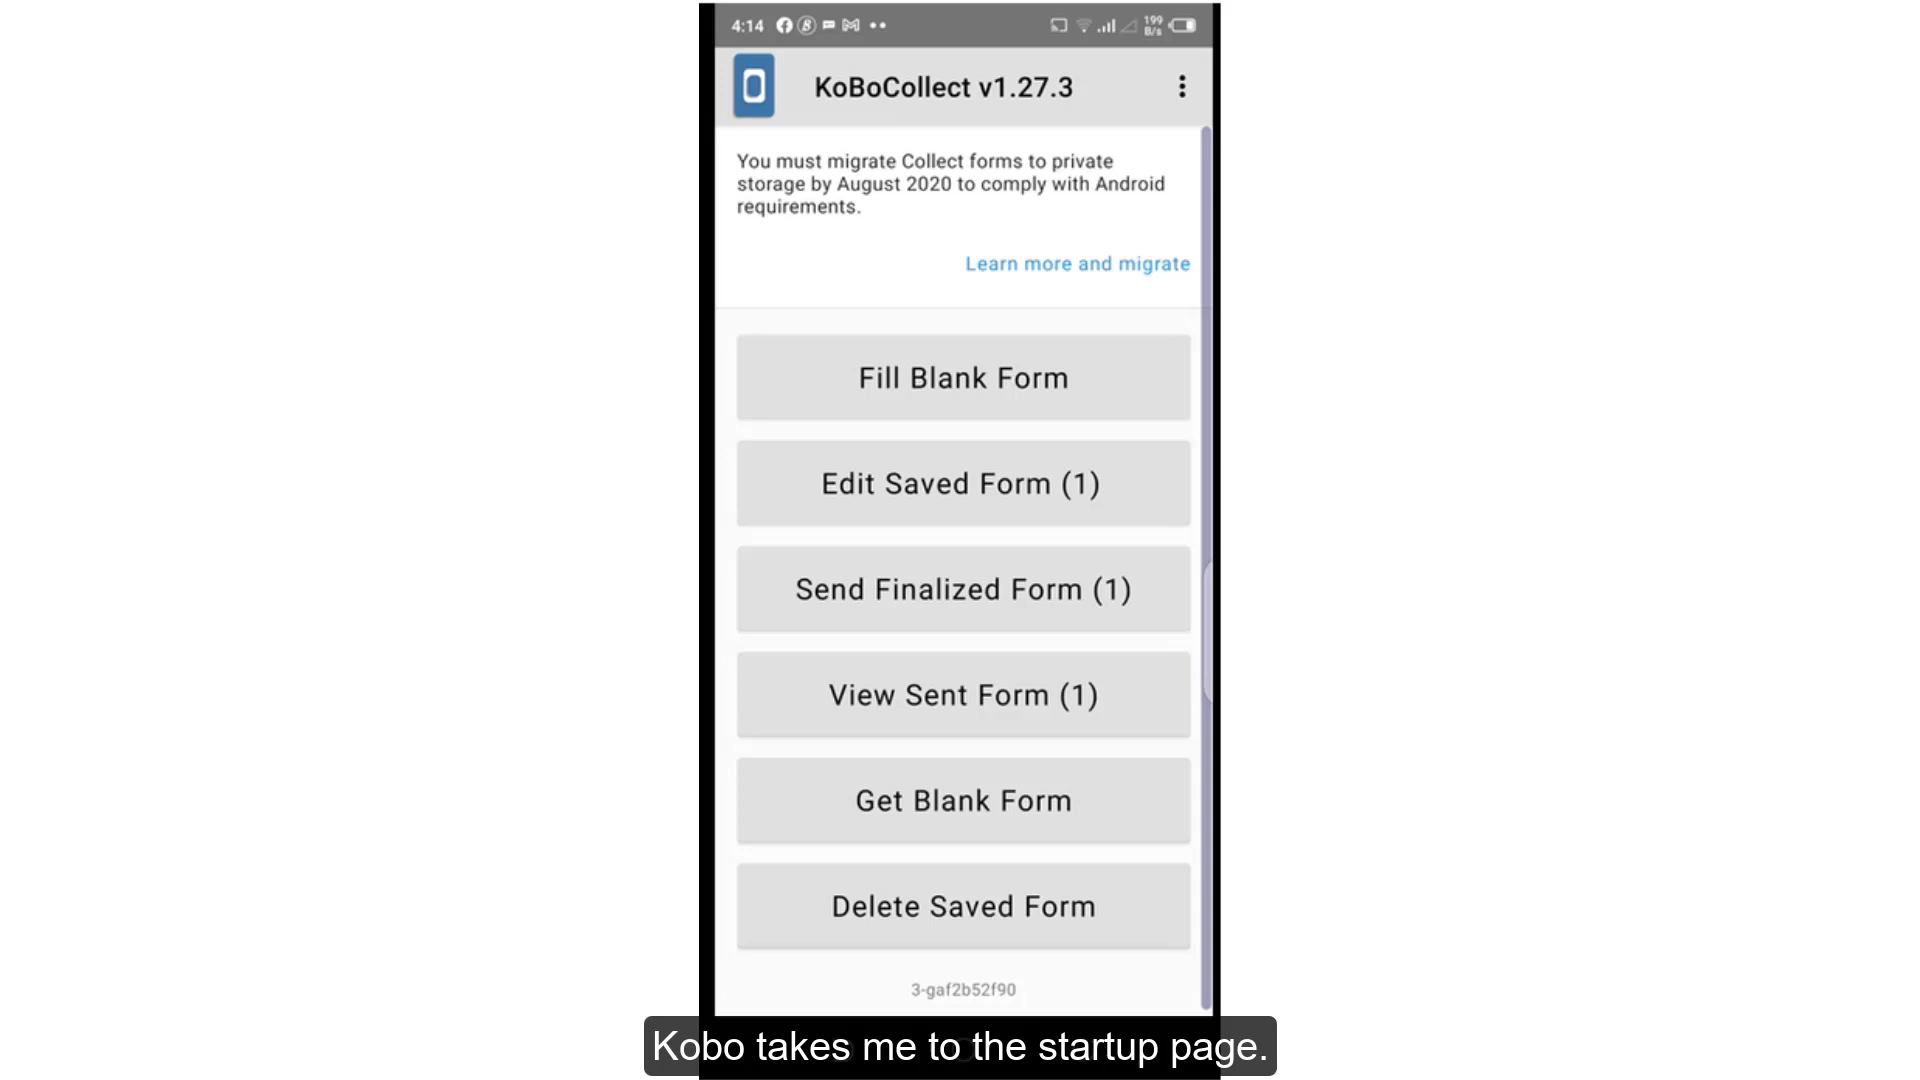 4:14
199
B/s
KoBoCollect v1.27.3
You must migrate Collect forms to private
storage by August 2020 to comply with Android
requirements.
Learn more and migrate
Fill Blank Form
Edit Saved Form (1)
Send Finalized Form (1)
View Sent Form (1)
Get Blank Form
Delete Saved Form
3-gaf2b52f90
Kobo takes me to the startup page.